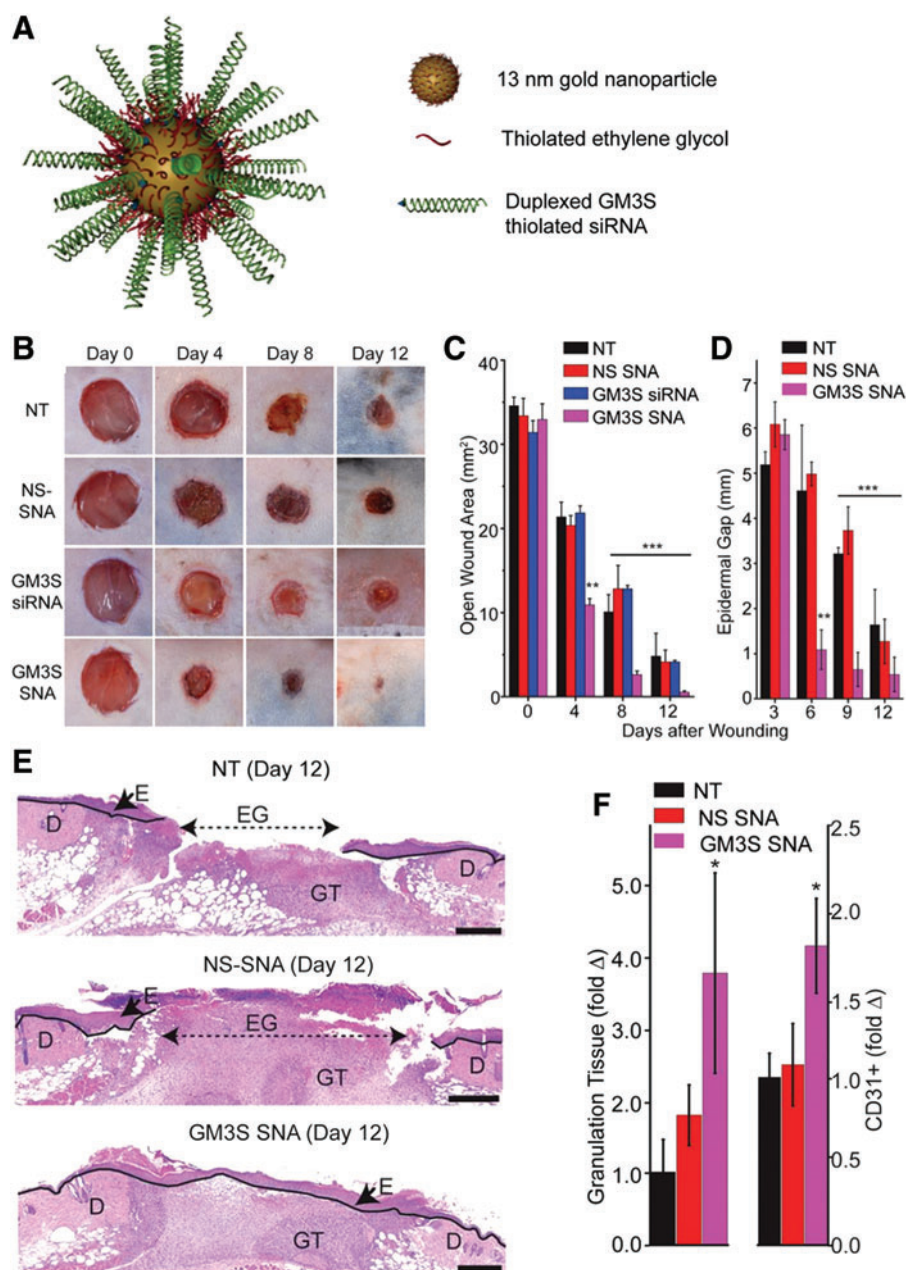 A
13 nm gold nanoparticle
Thiolated ethylene glycol
Duplexed GM3S
thiolated siRNA
B
Day 0 Day 4 Day 8 Day 12
NT
NS-
SNA
GM3S
siRNA
GM3S
SNA
C
NT
NS SNA
GM3S siRNA
GM3S SNA
Open Wound Area (mm²)
40
30
20
10
0
**
***
0 4 8 12
D
NT
NS SNA
GM3S SNA
Epidermal Gap (mm)
7
6
5
4
3
2
1
0
**
***
3 6 9 12
Days after Wounding
E
NT (Day 12)
E
EG
D
GT
D
NS-SNA (Day 12)
E
EG
D
GT
D
GM3S SNA (Day 12)
E
D
GT
D
F
NT
NS SNA
GM3S SNA
Granulation Tissue (fold Δ)
5.0
4.0
3.0
2.0
1.0
0.0
*
*
2.5
2.0
1.5
1.0
0.5
0.0
CD31+ (fold Δ)